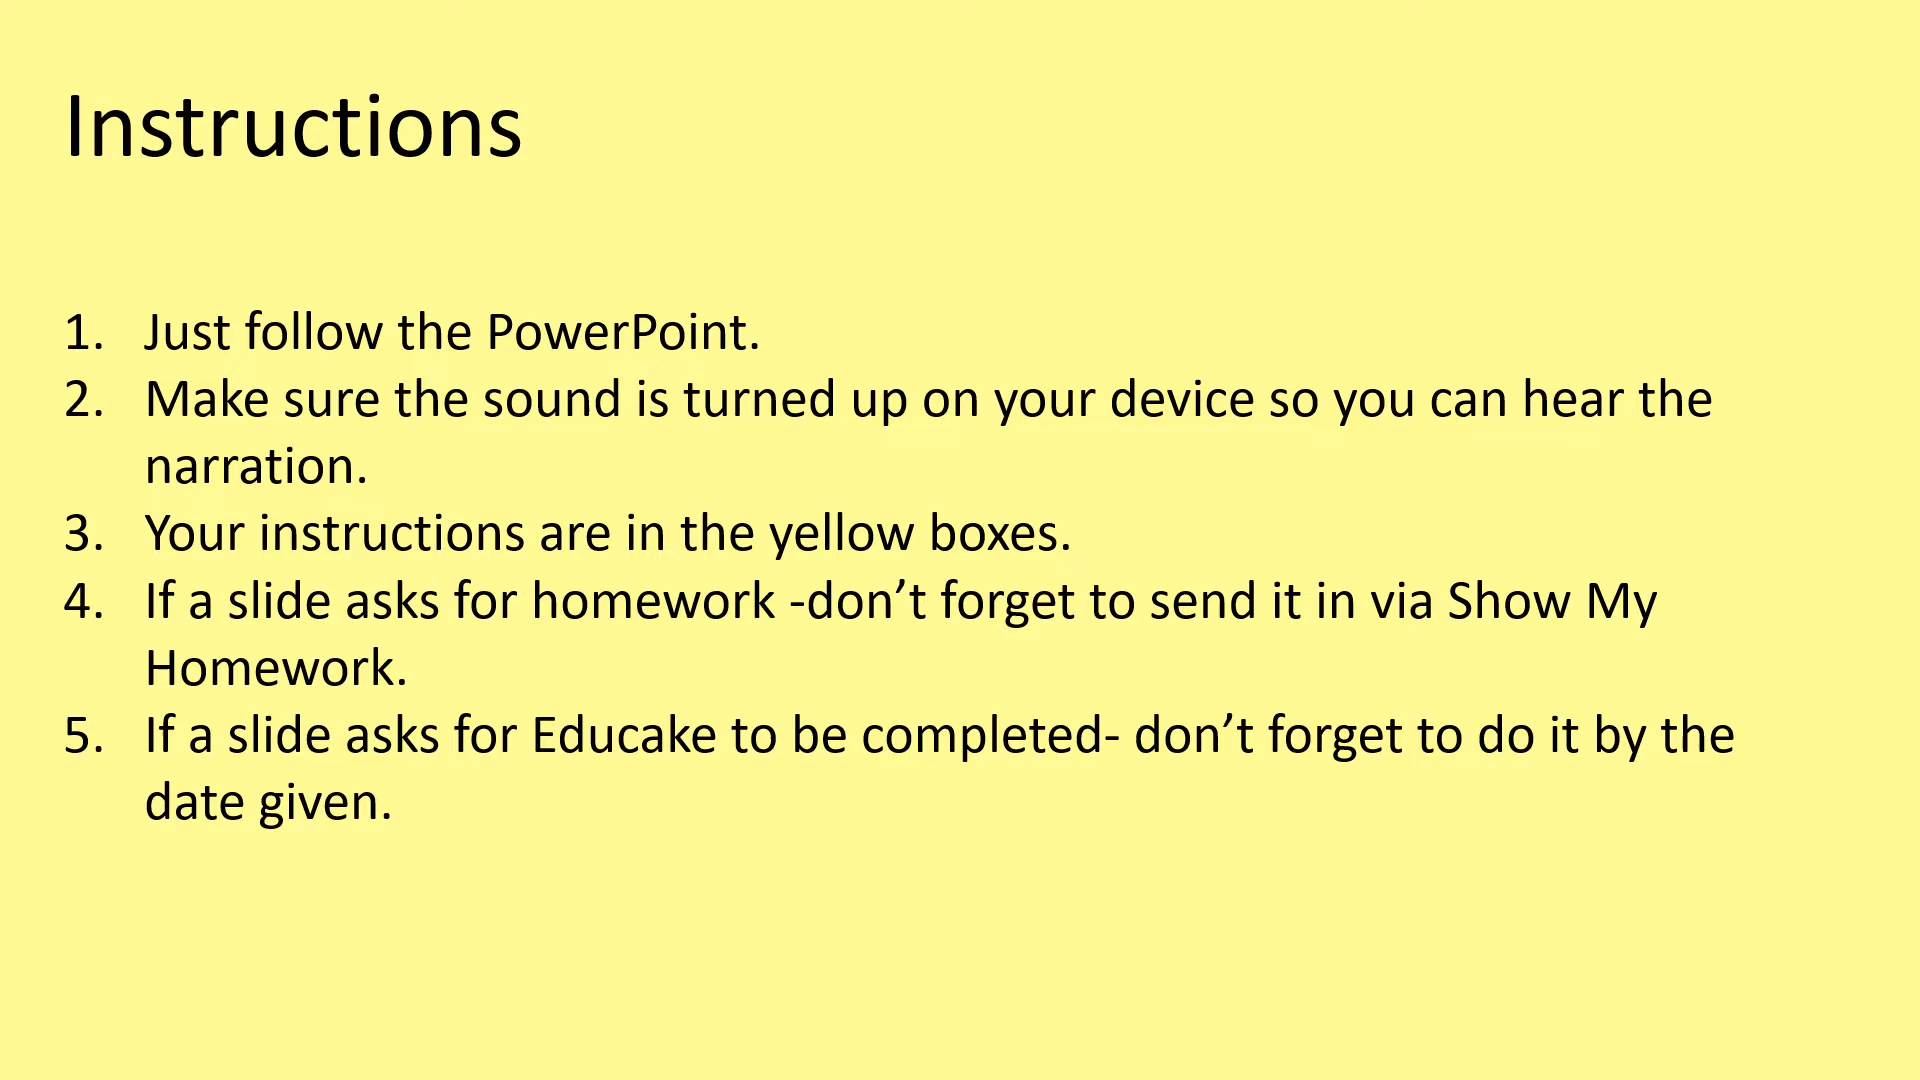 Instructions
1. Just follow the PowerPoint.
2. Make sure the sound is turned up on your device so you can hear the
narration.
3. Your instructions are in the yellow boxes.
4. If a slide asks for homework -don’t forget to send it in via Show My
Homework.
5. If a slide asks for Educake to be completed- don’t forget to do it by the
date given.